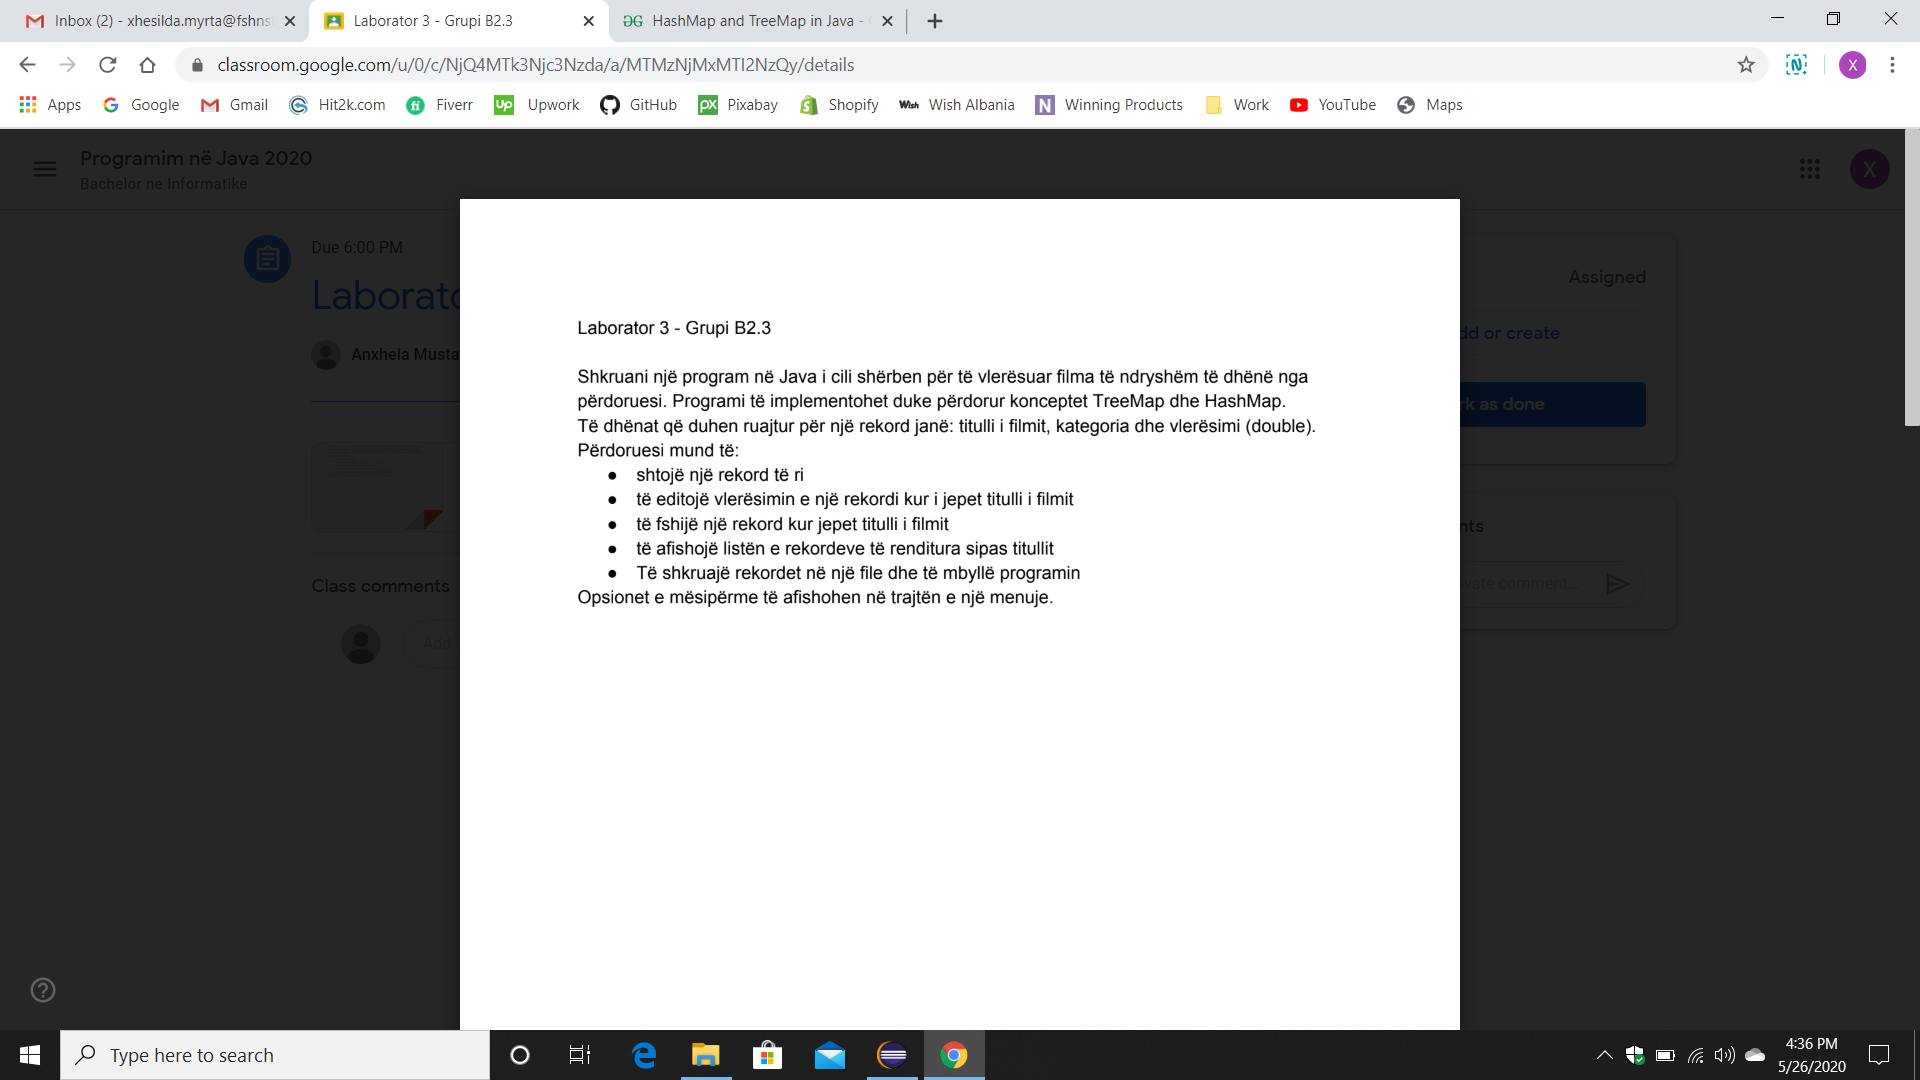 Inbox (2) - xhesilda.myrta@fshnst
Laborator 3 - Grupi B2.3
HashMap and TreeMap in Java -
classroom.google.com/u/0/c/NjQ4MTk3Njc3Nzda/a/MTMzNjMxMTI2NzQy/details
X
Apps
Google
Gmail
Hit2k.com
Fiverr
Upwork
GitHub
Pixabay
Shopify
Wish Albania
Winning Products
Work
YouTube
Maps
Programim në Java 2020
Bachelor ne Informatike
X
Due 6:00 PM
Assigned
Laborato
dd or create
Anxhela Musta
rk as done
Laborator 3 - Grupi B2.3
Shkruani një program në Java i cili shërben për të vlerësuar filma të ndryshëm të dhënë nga
përdoruesi. Programi të implementohet duke përdorur konceptet TreeMap dhe HashMap.
Të dhënat që duhen ruajtur për një rekord janë: titulli i filmit, kategoria dhe vlerësimi (double).
Përdoruesi mund të:
● shtojë një rekord të ri
● të editojë vlerësimin e një rekordi kur i jepet titulli i filmit
● të fshijë një rekord kur jepet titulli i filmit
● të afishojë listën e rekordeve të renditura sipas titullit
● Të shkruajë rekordet në një file dhe të mbyllë programin
Opsionet e mësipërme të afishohen në trajtën e një menuje.
nts
Class comments
vate comment...
Add
Type here to search
4:36 PM
5/26/2020